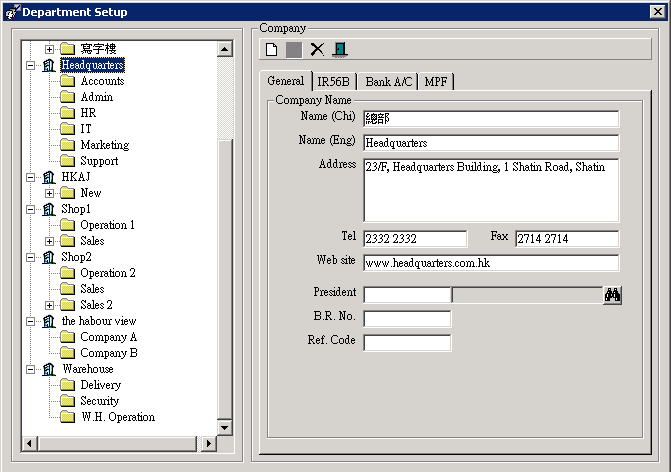 Department Setup
寫字樓
Headquarters
Accounts
Admin
HR
IT
Marketing
Support
HKAJ
New
Shop1
Operation 1
Sales
Shop2
Operation 2
Sales
Sales 2
the habour view
Company A
Company B
Warehouse
Delivery
Security
W.H. Operation
Company
General IR56B Bank A/C MPF
Company Name
Name (Chi) 總部
Name (Eng) Headquarters
Address 23/F, Headquarters Building, 1 Shatin Road, Shatin
Tel 2332 2332 Fax 2714 2714
Web site www.headquarters.com.hk
President
B.R. No.
Ref. Code